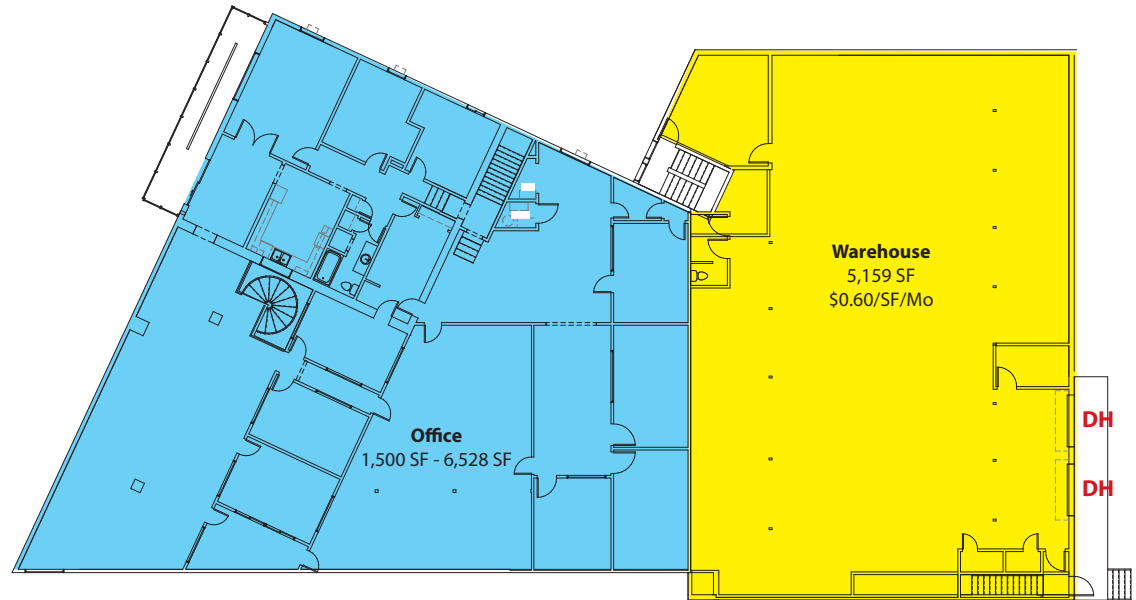 Warehouse
5,159 SF
$0.60/SF/Mo
DH
Office
1,500 SF - 6,528 SF
DH